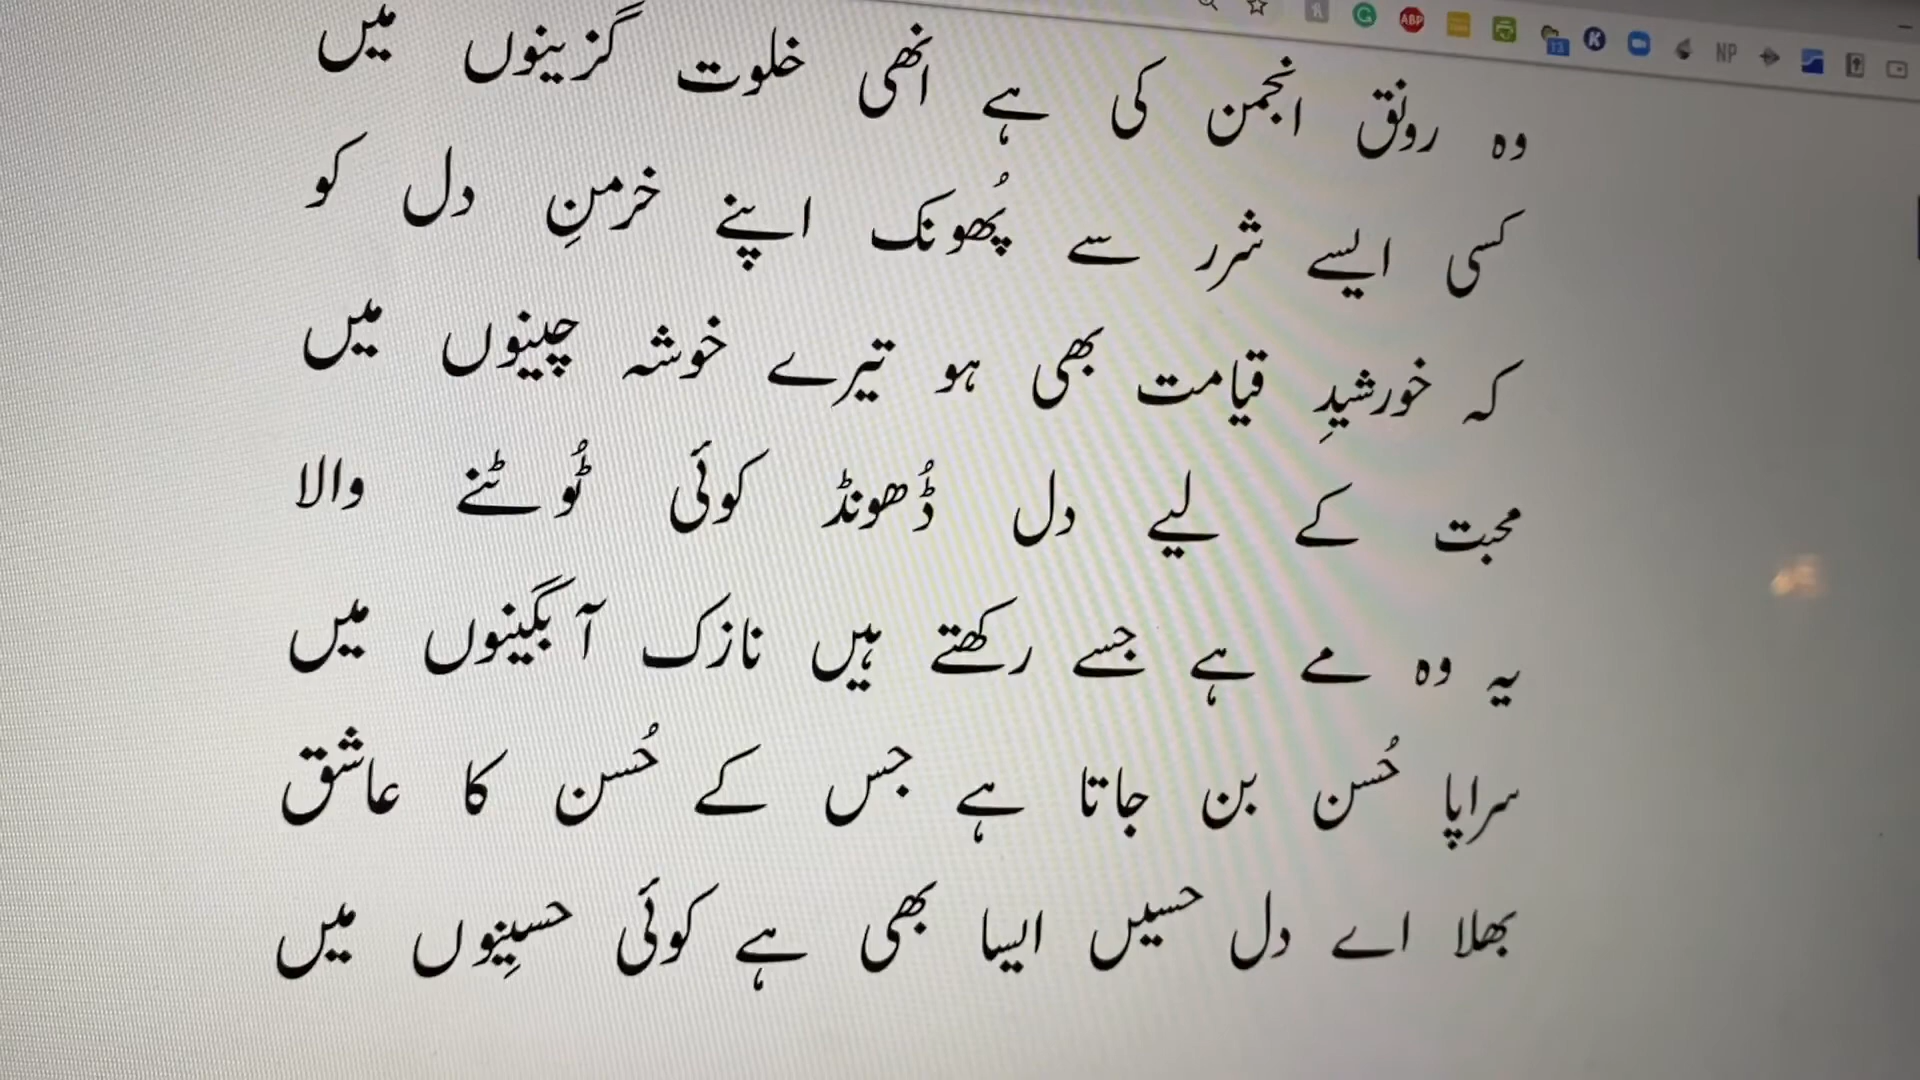 ABP
13
K
NP
وہ رونق انجمن کی ہے انھی خلوت گزینوں میں
کسی ایسے شرر سے پُھونک اپنے خرمنِ دل کو
کہ خورشیدِ قیامت بھی ہو تیرے خوشہ چینوں میں
محبت کے لیے دل ڈُھونڈ کوئی ٹُوٹنے والا
یہ وہ مے ہے جسے رکھتے ہیں نازک آبگینوں میں
سراپا حُسن بن جاتا ہے جس کے حُسن کا عاشق
بھلا اے دل حسیں ایسا بھی ہے کوئی حسِینوں میں